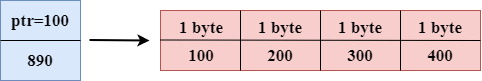 ptr=100
890
1 byte 1 byte 1 byte 1 byte
100 200 300 400